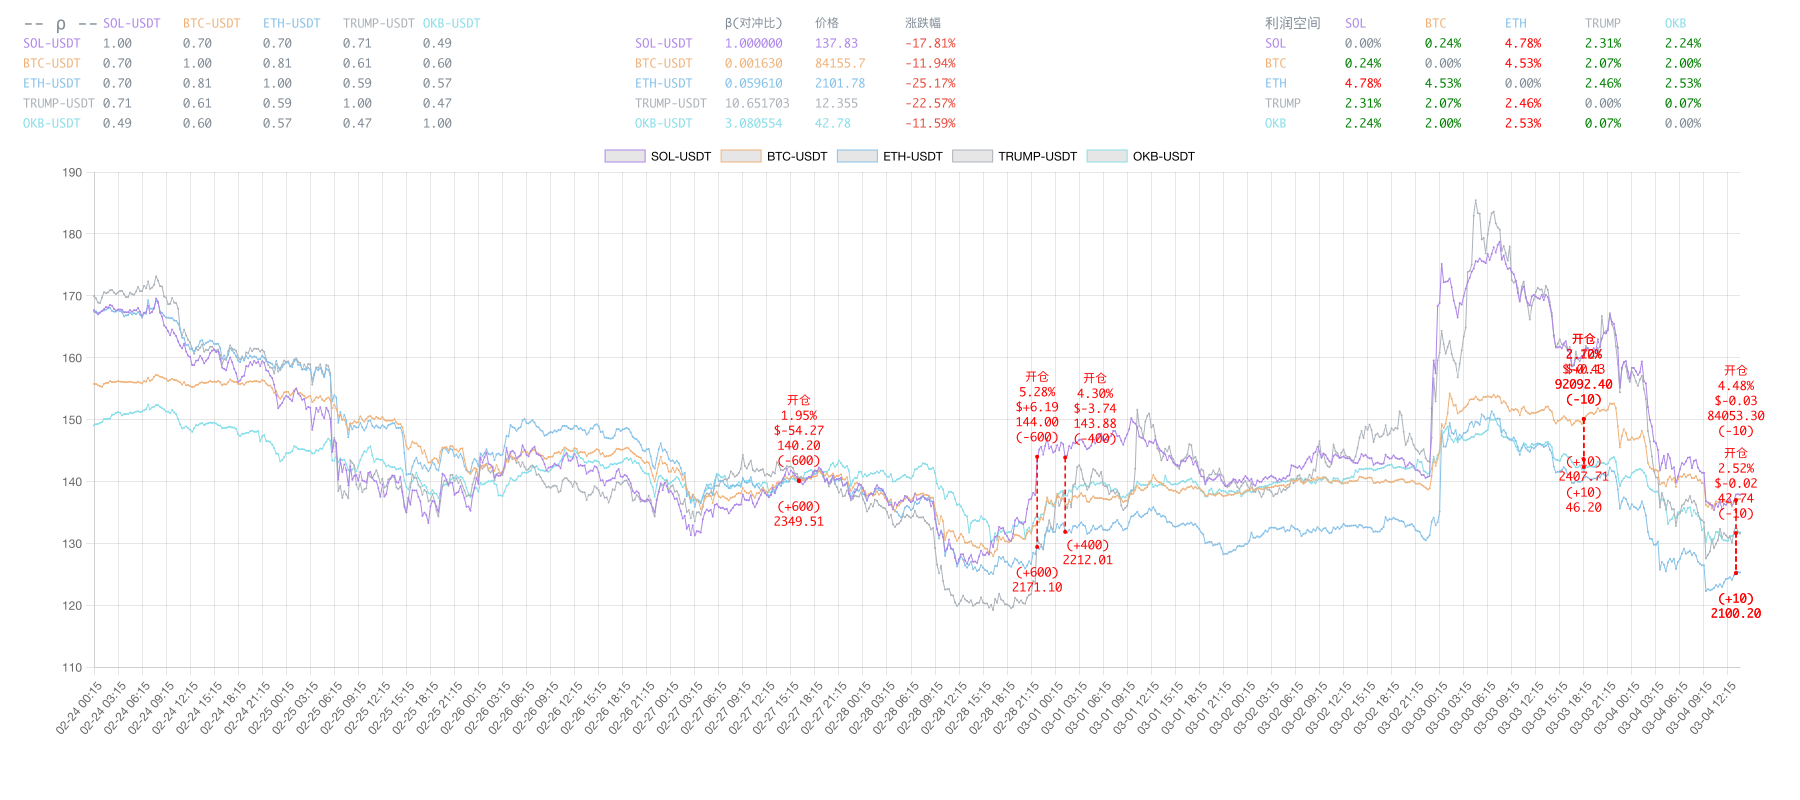 -- ρ -- SOL-USDT BTC-USDT ETH-USDT TRUMP-USDT OKB-USDT
SOL-USDT 1.00 0.70 0.70 0.71 0.49
BTC-USDT 0.70 1.00 0.81 0.61 0.60
ETH-USDT 0.70 0.81 1.00 0.59 0.57
TRUMP-USDT 0.71 0.61 0.59 1.00 0.47
OKB-USDT 0.49 0.60 0.57 0.47 1.00
β(对冲比) 价格 涨跌幅
SOL-USDT 1.000000 137.83 -17.81%
BTC-USDT 0.001630 84155.7 -11.94%
ETH-USDT 0.059610 2101.78 -25.17%
TRUMP-USDT 10.651703 12.355 -22.57%
OKB-USDT 3.080554 42.78 -11.59%
利润空间 SOL BTC ETH TRUMP OKB
SOL 0.00% 0.24% 4.78% 2.31% 2.24%
BTC 0.24% 0.00% 4.53% 2.07% 2.00%
ETH 4.78% 4.53% 0.00% 2.46% 2.53%
TRUMP 2.31% 2.07% 2.46% 0.00% 0.07%
OKB 2.24% 2.00% 2.53% 0.07% 0.00%
SOL-USDT BTC-USDT ETH-USDT TRUMP-USDT OKB-USDT
190
180
170
160
150
140
130
120
110
开仓
1.95%
$-54.27
140.20
(-600)
(+600)
2349.51
开仓
5.28%
$+6.19
144.00
(-600)
(+600)
2171.10
开仓
4.30%
$-3.74
143.88
(-400)
(+400)
2212.01
开仓
92092.40
(-10)
(+10)
2407.71
(+10)
46.20
开仓
4.48%
$-0.03
84053.30
(-10)
开仓
2.52%
$-0.02
42.74
(-10)
(+10)
2100.20
02-24 00:15 02-24 03:15 02-24 06:15 02-24 09:15 02-24 12:15 02-24 15:15 02-24 18:15 02-24 21:15 02-25 00:15 02-25 03:15 02-25 06:15 02-25 09:15 02-25 12:15 02-25 15:15 02-25 18:15 02-25 21:15 02-26 00:15 02-26 03:15 02-26 06:15 02-26 09:15 02-26 12:15 02-26 15:15 02-26 18:15 02-26 21:15 02-27 00:15 02-27 03:15 02-27 06:15 02-27 09:15 02-27 12:15 02-27 15:15 02-27 18:15 02-27 21:15 02-28 00:15 02-28 03:15 02-28 06:15 02-28 09:15 02-28 12:15 02-28 15:15 02-28 18:15 02-28 21:15 03-01 00:15 03-01 03:15 03-01 06:15 03-01 09:15 03-01 12:15 03-01 15:15 03-01 18:15 03-01 21:15 03-02 00:15 03-02 03:15 03-02 06:15 03-02 09:15 03-02 12:15 03-02 15:15 03-02 18:15 03-02 21:15 03-03 00:15 03-03 03:15 03-03 06:15 03-03 09:15 03-03 12:15 03-03 15:15 03-03 18:15 03-03 21:15 03-04 00:15 03-04 03:15 03-04 06:15 03-04 09:15 03-04 12:15